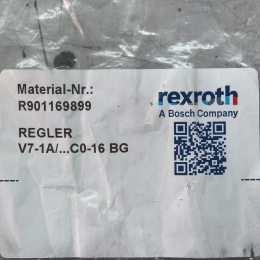 Material-Nr.:
R901169899
rexroth
A Bosch Company
REGLER
V7-1A/...C0-16 BG